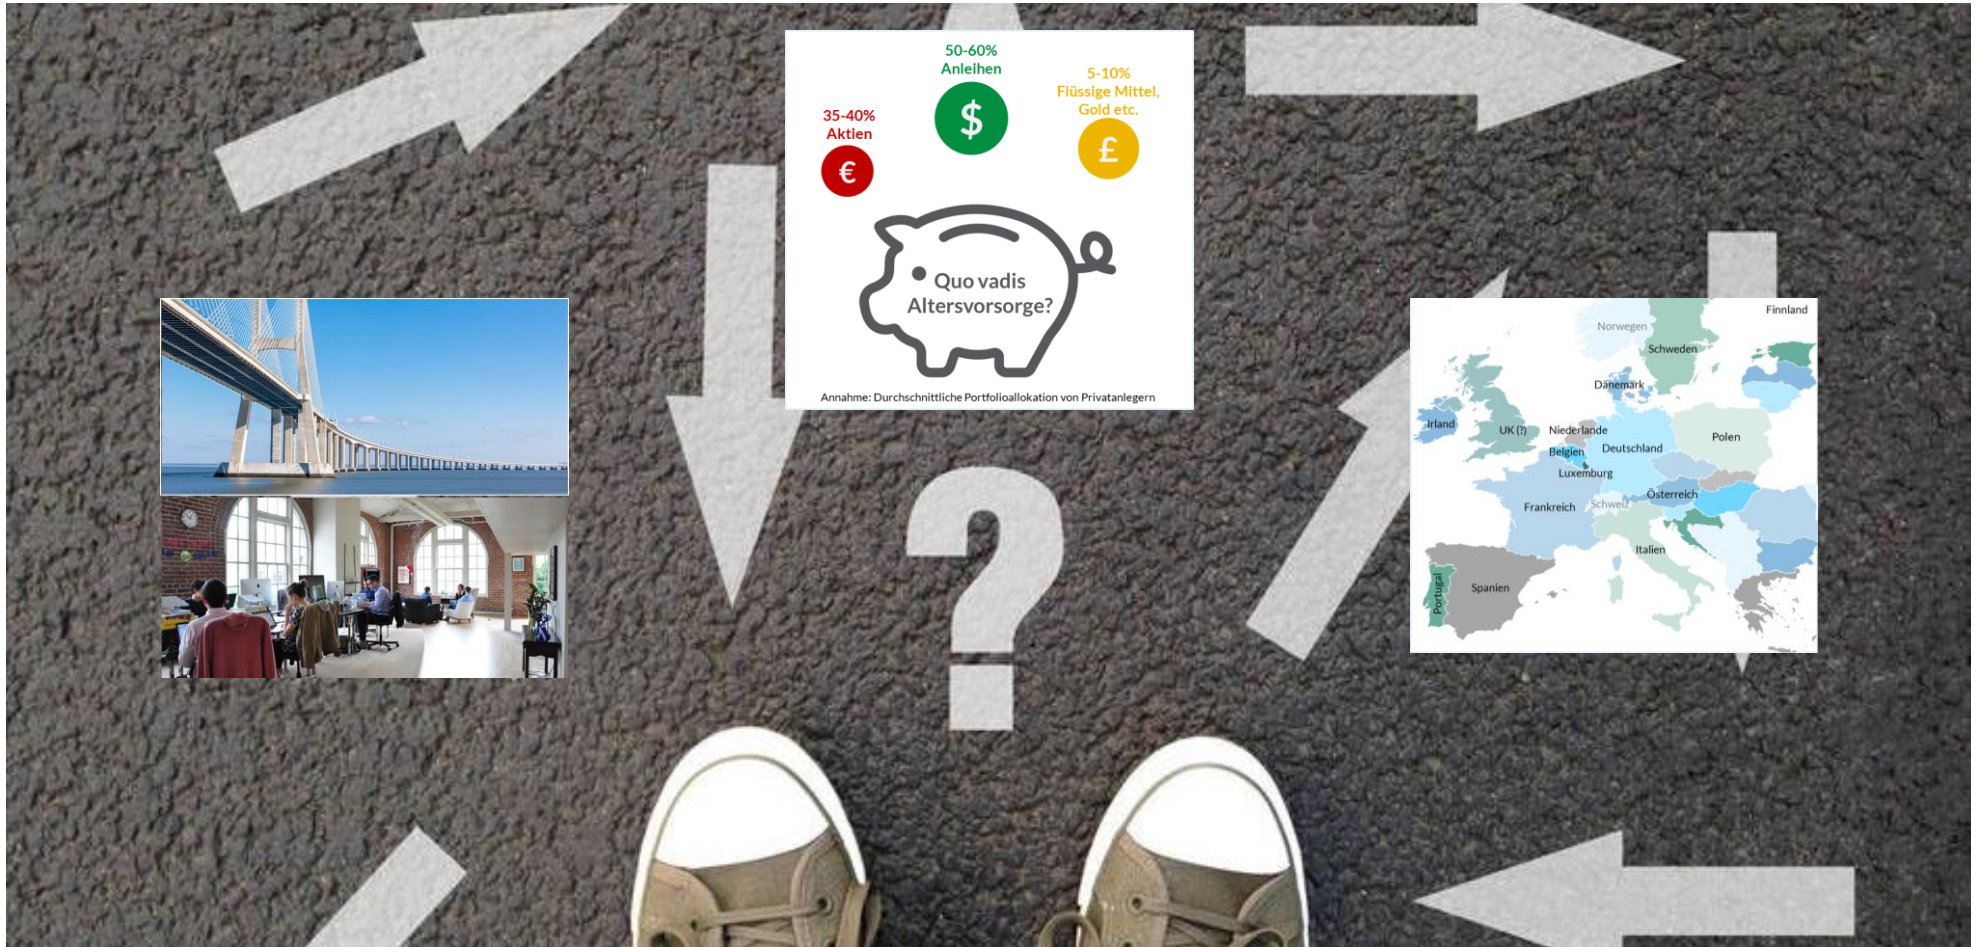 50-60%
Anleihen
$
5-10%
Flüssige Mittel,
Gold etc.
£
35-40%
Aktien
€
Quo vadis
Altersvorsorge?
Annahme: Durchschnittliche Portfolioallokation von Privatanlegern
?
Finnland
Norwegen
Schweden
Dänemark
Irland
UK (?)
Niederlande
Belgien
Deutschland
Polen
Luxemburg
Österreich
Frankreich
Schweiz
Italien
Portugal
Spanien